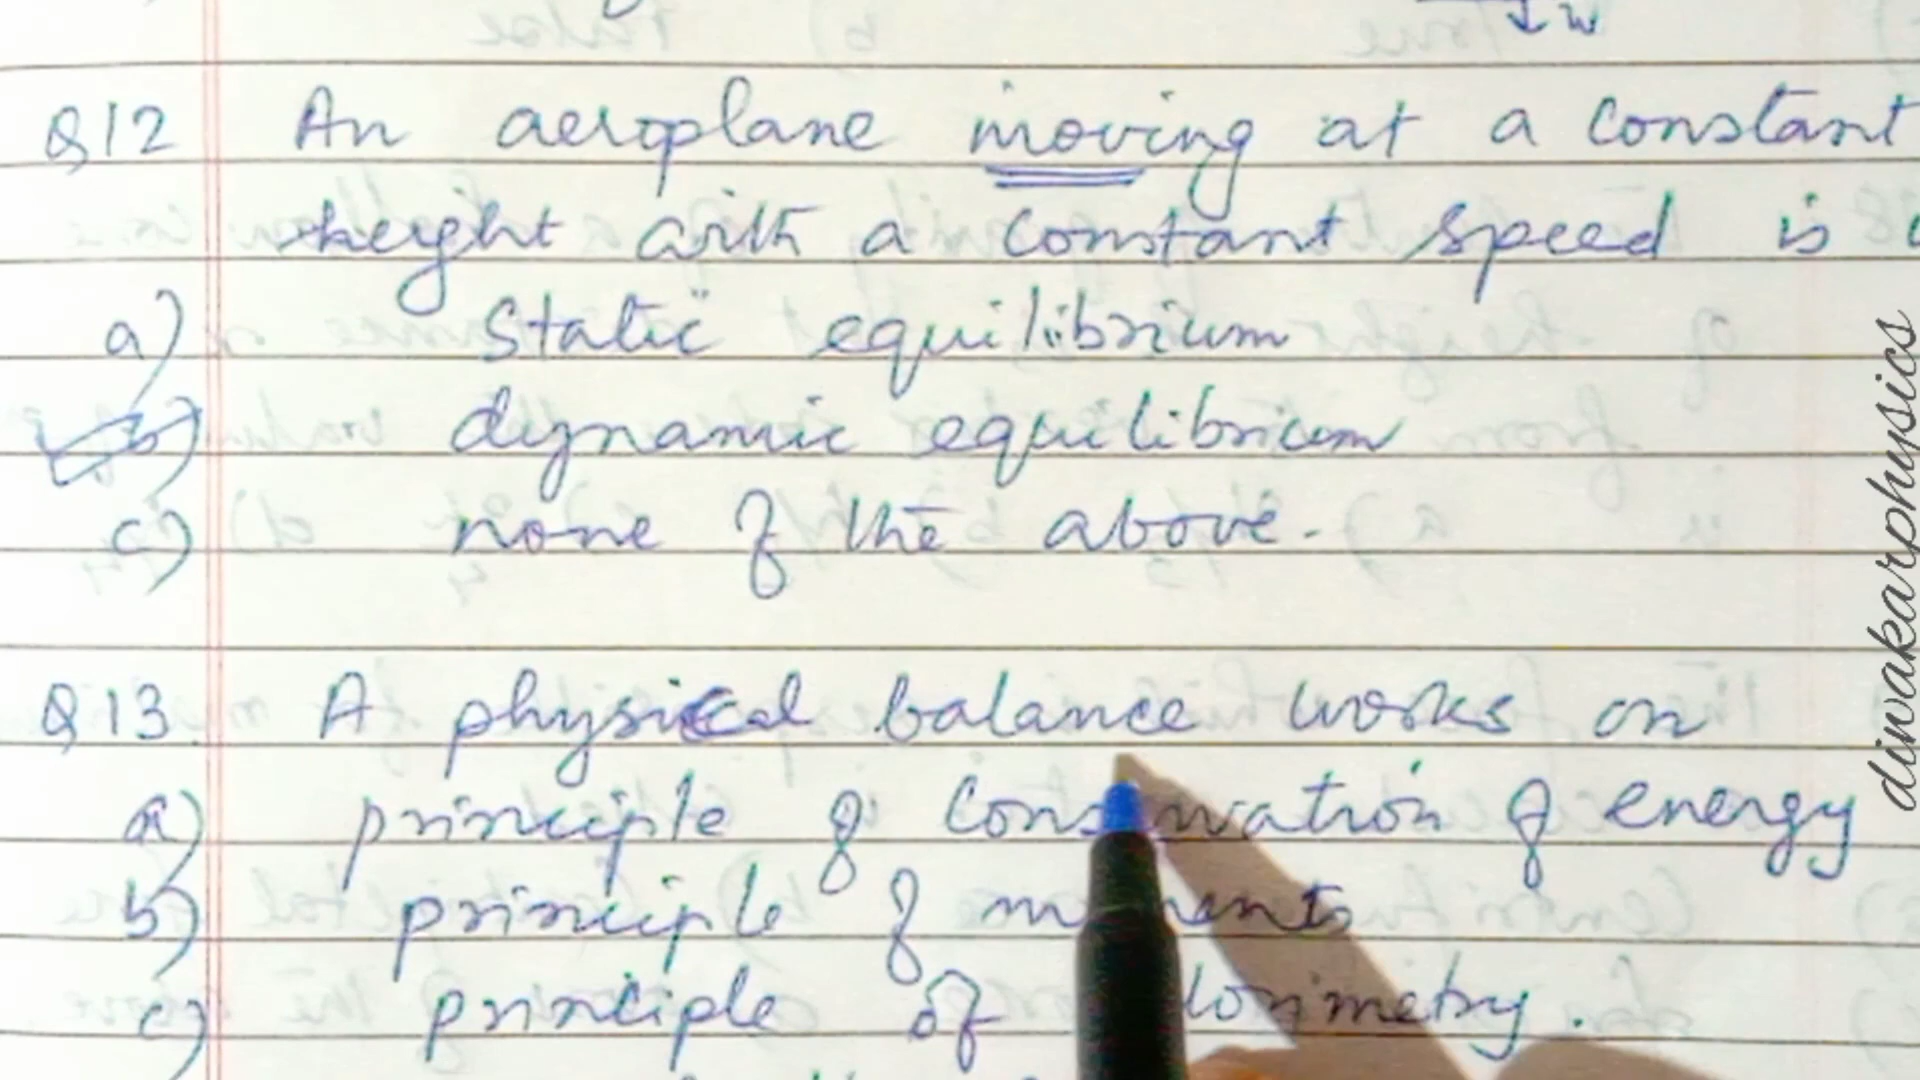 ↓ w
Q12 An aeroplane moving at a constant
height with a constant speed is
a) static equilibrium
b) dynamic equilibrium
c) none of the above.
Q13 A physical balance works on
a) principle of conservation of energy
b) principle of moments
c) principle of
diwakarphysics